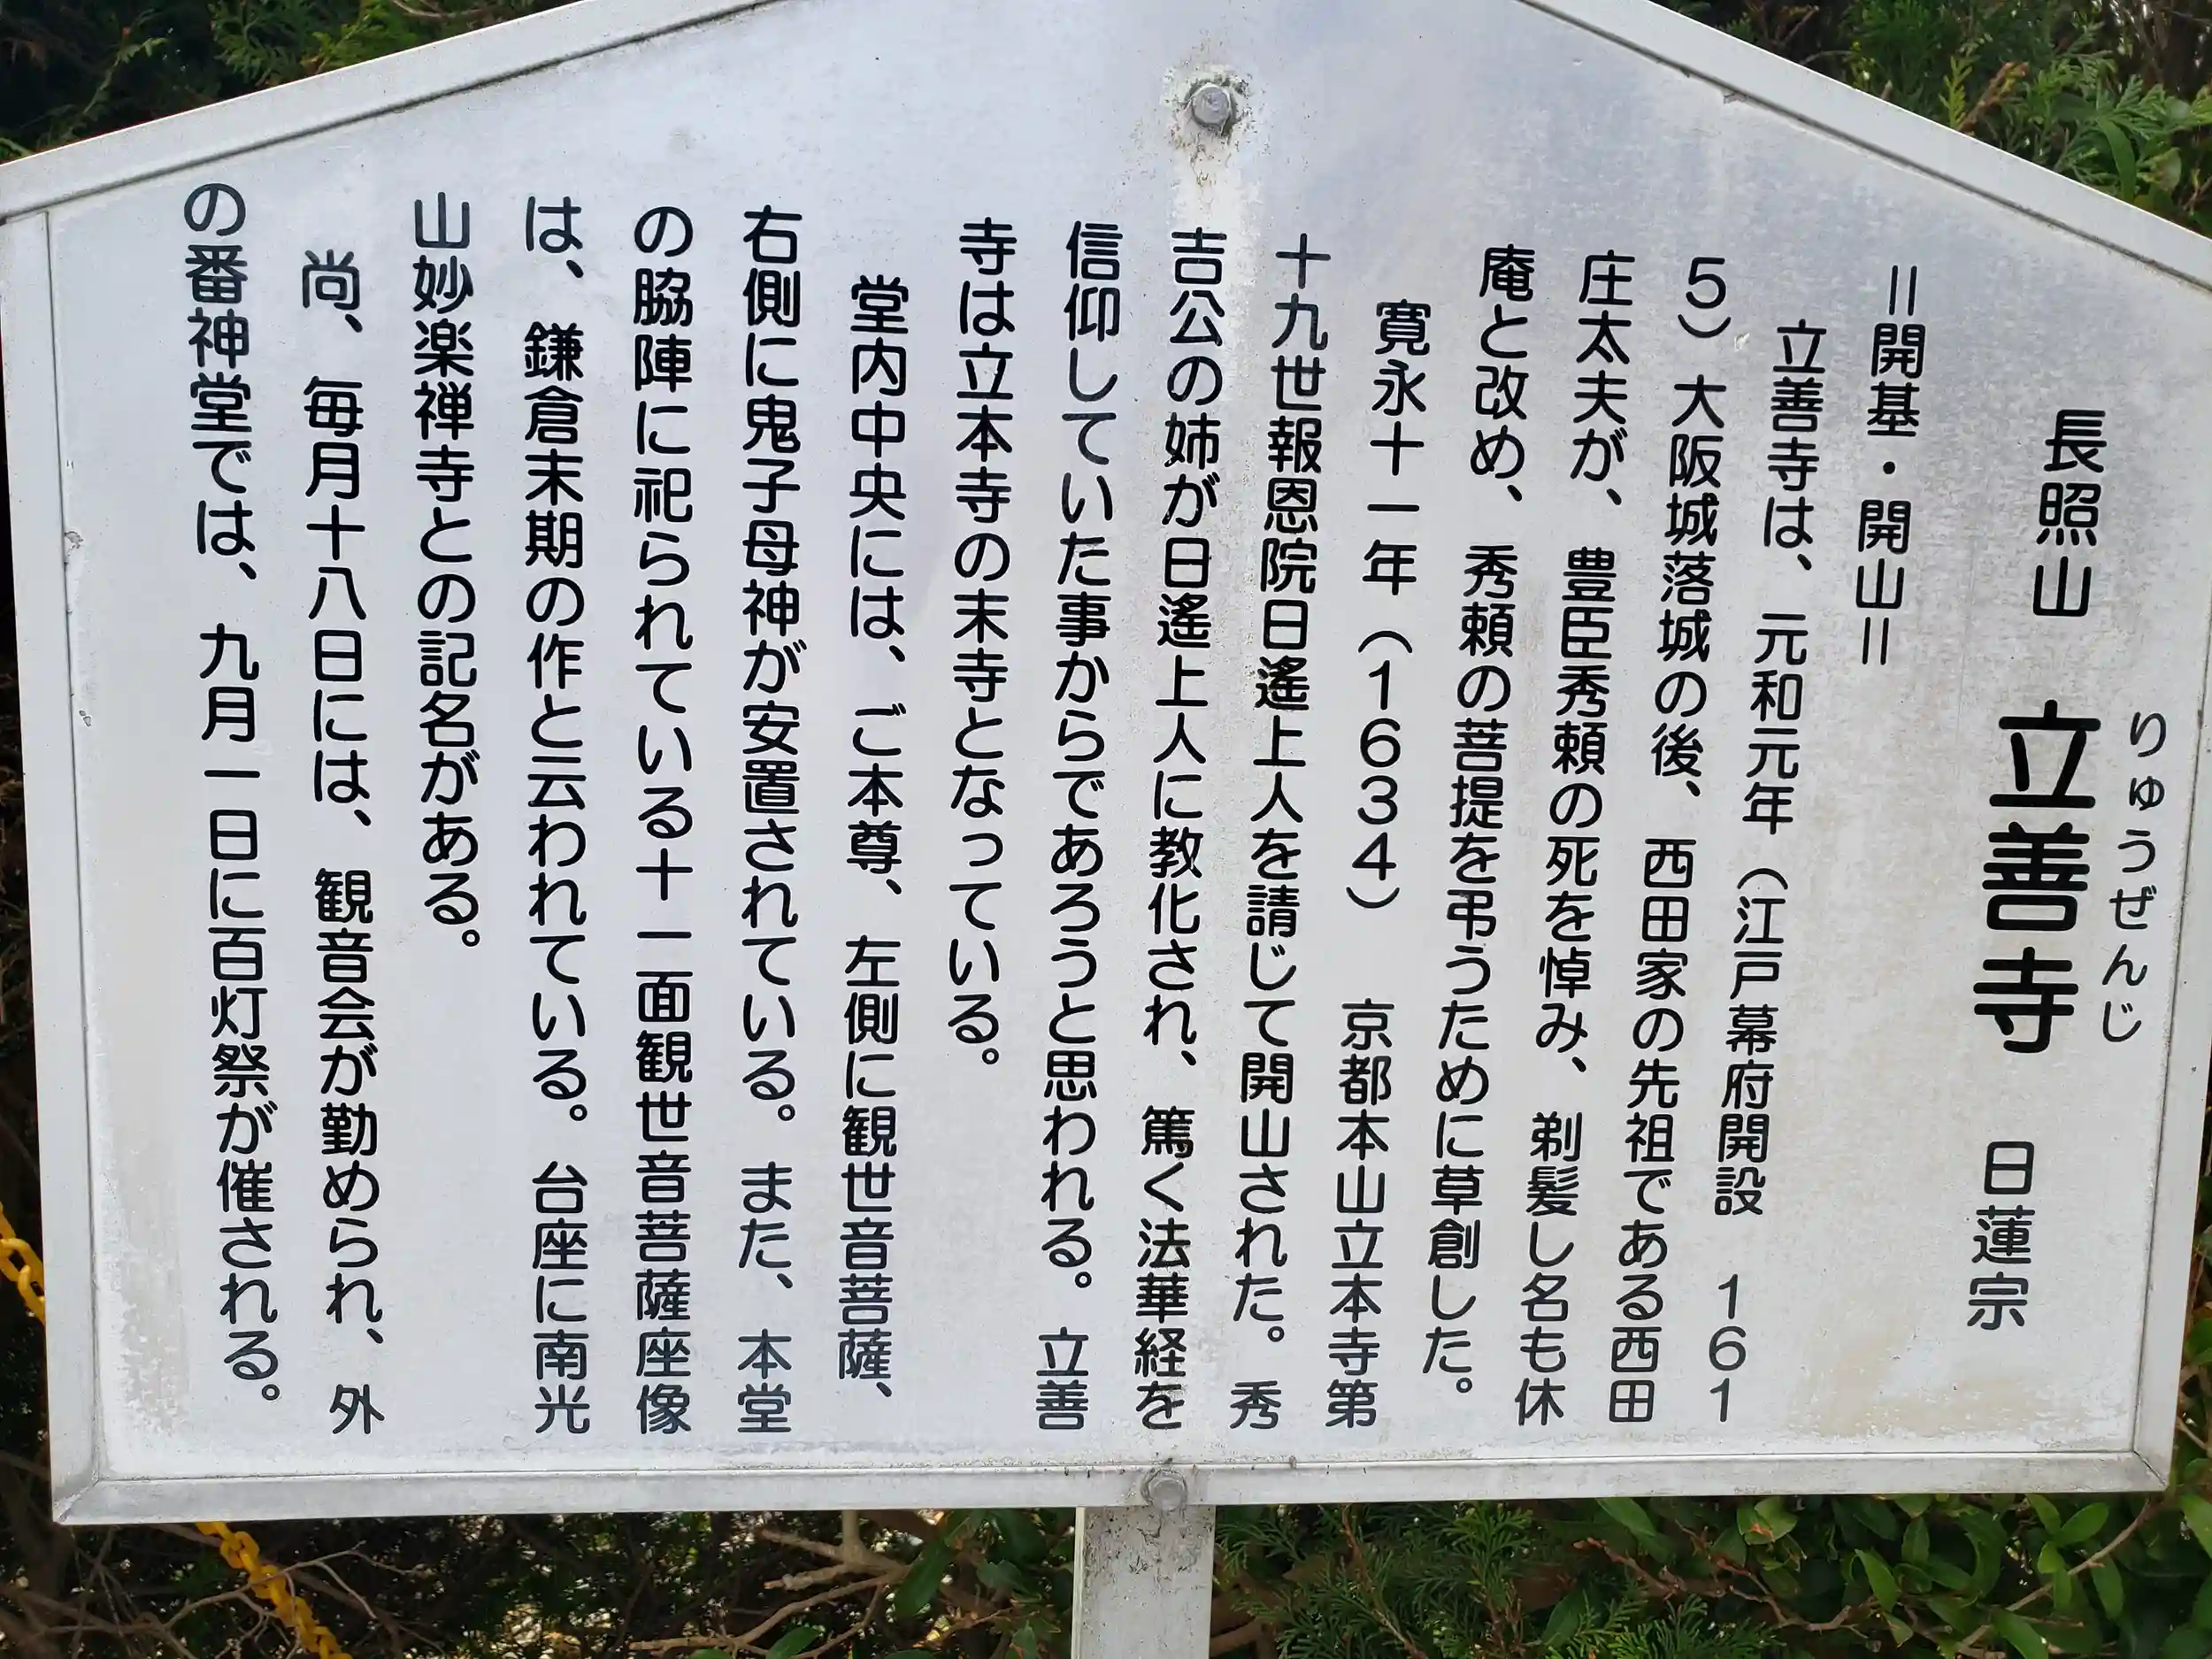 長照山　立善寺　日蓮宗
りゅうぜんじ
＝開基・開山＝
立善寺は、元和元年（江戸幕府開設　１６１
５）大阪城落城の後、西田家の先祖である西田
庄太夫が、豊臣秀頼の死を悼み、剃髪し名も休
庵と改め、秀頼の菩提を弔うために草創した。
寛永十一年（１６３４）　京都本山立本寺第
十九世報恩院日遙上人を請じて開山された。秀
吉公の姉が日遙上人に教化され、篤く法華経を
信仰していた事からであろうと思われる。立善
寺は立本寺の末寺となっている。
堂内中央には、ご本尊、左側に観世音菩薩、
右側に鬼子母神が安置されている。また、本堂
の脇陣に祀られている十一面観世音菩薩座像
は、鎌倉末期の作と云われている。台座に南光
山妙楽禅寺との記名がある。
尚、毎月十八日には、観音会が勤められ、外
の番神堂では、九月一日に百灯祭が催される。